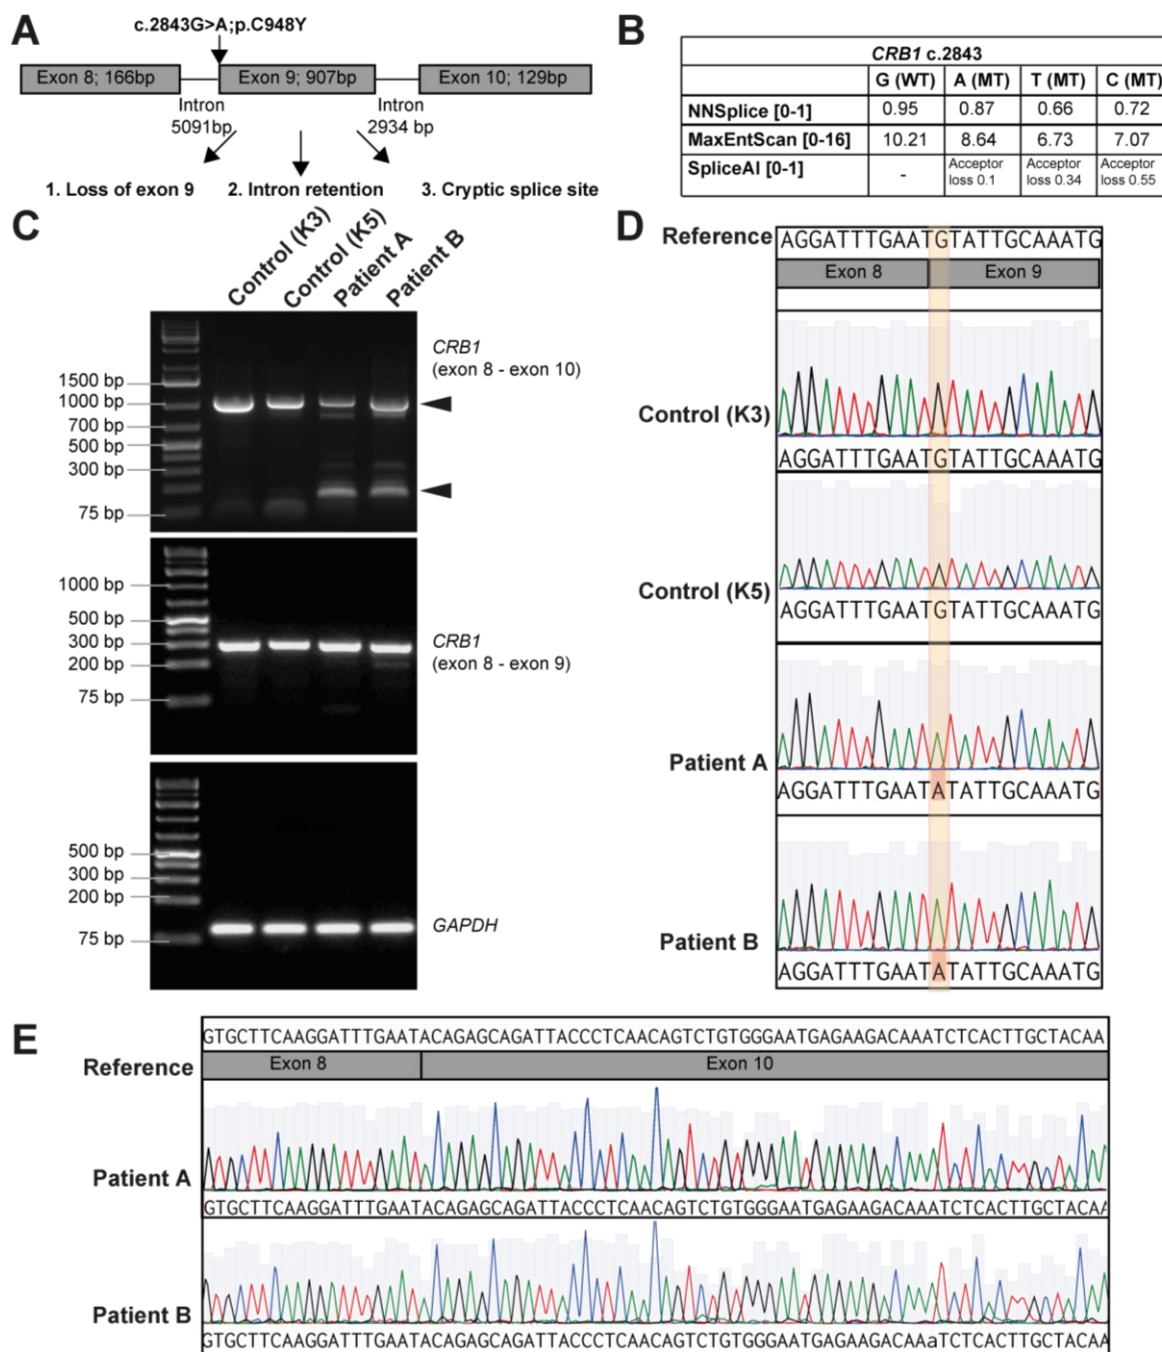 A
c.2843G>A;p.C948Y
Exon 8; 166bp
Exon 9; 907bp
Exon 10; 129bp
Intron
5091bp
Intron
2934 bp
1. Loss of exon 9
2. Intron retention
3. Cryptic splice site
B
CRB1 c.2843
G (WT) A (MT) T (MT) C (MT)
NNSplice [0-1] 0.95 0.87 0.66 0.72
MaxEntScan [0-16] 10.21 8.64 6.73 7.07
SpliceAI [0-1] - Acceptor loss 0.1 Acceptor loss 0.34 Acceptor loss 0.55
C
Control (K3)
Control (K5)
Patient A
Patient B
1500 bp
1000 bp
700 bp
500 bp
300 bp
75 bp
CRB1
(exon 8 - exon 10)
1000 bp
500 bp
300 bp
200 bp
75 bp
CRB1
(exon 8 - exon 9)
500 bp
300 bp
200 bp
75 bp
GAPDH
D
Reference
AGGATTTGAATGTATTGCAAATG
Exon 8
Exon 9
Control (K3)
AGGATTTGAATGTATTGCAAATG
Control (K5)
AGGATTTGAATGTATTGCAAATG
Patient A
AGGATTTGAATATATTGCAAATG
Patient B
AGGATTTGAATATATTGCAAATG
E
GTGCTTCAAGGATTTGAATACAGAGCAGATTACCCTCAACAGTCTGTGGGAATGAGAAGACAAATCTCACTTGCTACAA
Reference
Exon 8
Exon 10
Patient A
GTGCTTCAAGGATTTGAATACAGAGCAGATTACCCTCAACAGTCTGTGGGAATGAGAAGACAAATCTCACTTGCTACAA
Patient B
GTGCTTCAAGGATTTGAATACAGAGCAGATTACCCTCAACAGTCTGTGGGAATGAGAAGACAAaTCTCACTTGCTACAA